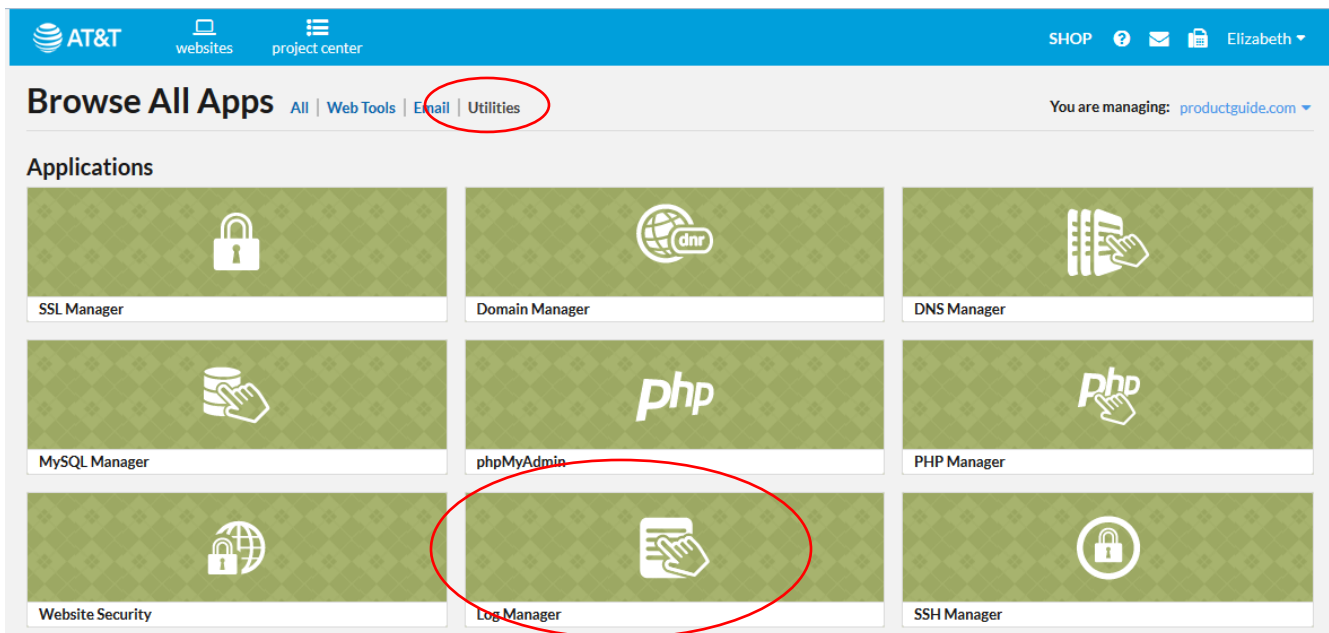 AT&T
websites
project center
SHOP
Elizabeth
Browse All Apps All | Web Tools | Email | Utilities
You are managing: productguide.com
Applications
dnr
SSL Manager
Domain Manager
DNS Manager
php
php
MySQL Manager
phpMyAdmin
PHP Manager
Website Security
Log Manager
SSH Manager